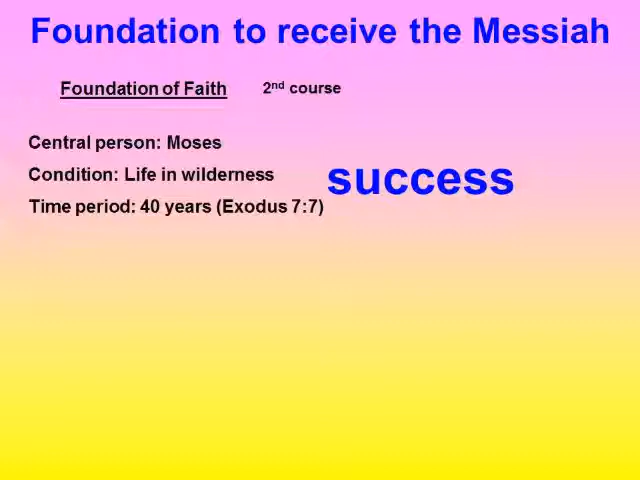 Foundation to receive the Messiah
Foundation of Faith 2nd course
Central person: Moses
Condition: Life in wilderness
success
Time period: 40 years (Exodus 7:7)